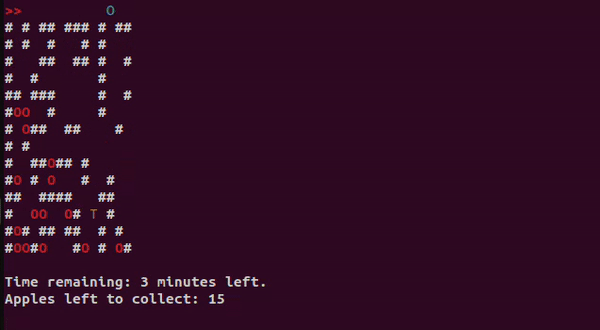 >>          O
# # ## ### # ##
# #  #   # #
#   ##  ## #  #
#  #       #
## ###     #  #
#OO  #     #
# O##  ##    #
# #
#  ##O## #
#O # O   #  #
##  ####   ##
#  OO  O# T #
#O# ## ##  # #
#OO#O   #O # O#
Time remaining: 3 minutes left.
Apples left to collect: 15